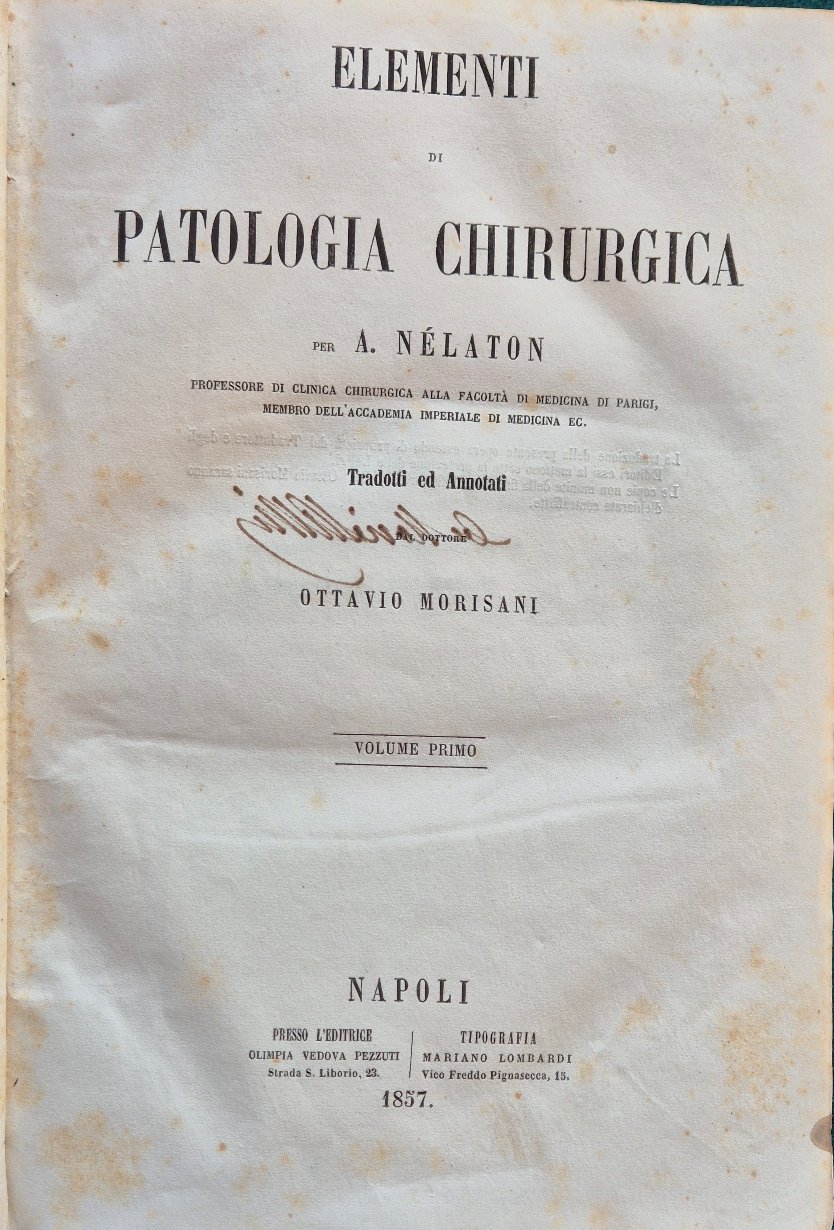 ELEMENTI
DI
PATOLOGIA CHIRURGICA
PER A. NÉLATON
PROFESSORE DI CLINICA CHIRURGICA ALLA FACOLTÀ DI MEDICINA DI PARIGI,
MEMBRO DELL'ACCADEMIA IMPERIALE DI MEDICINA EC.
Tradotti ed Annotati
DAL DOTTORE
OTTAVIO MORISANI
VOLUME PRIMO
NAPOLI
PRESSO L'EDITRICE
OLIMPIA VEDOVA PEZZUTI
Strada S. Liborio, 23.
TIPOGRAFIA
MARIANO LOMBARDI
Vico Freddo Pignasecca, 15.
1857.